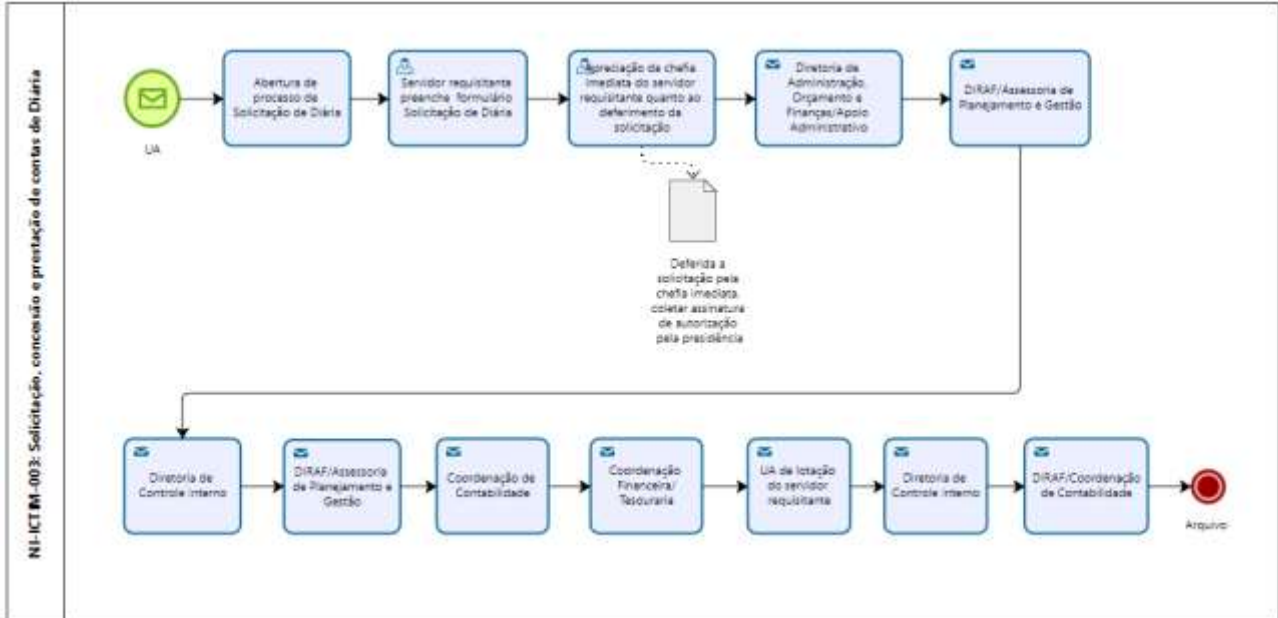 NI-ICTIM-003: Solicitação, concessão e prestação de contas de Diária
UA
Abertura de
processo de
Solicitação de Diária
Servidor requisitante
preenche formulário
Solicitação de Diária
Apreciação da chefia
imediata do servidor
requisitante quanto ao
deferimento da
solicitação
Diretoria de
Administração,
Orçamento e
Finanças/Apoio
Administrativo
DIRAF/Assessoria de
Planejamento e Gestão
Deferida a
solicitação pela
chefia imediata,
coletar assinatura
de autorização
pela presidência
Diretoria de
Controle Interno
DIRAF/Assessoria
de Planejamento e
Gestão
Coordenação de
Contabilidade
Coordenação
Financeira/
Tesouraria
UA de lotação
do servidor
requisitante
Diretoria de
Controle Interno
DIRAF/Coordenação
de Contabilidade
Arquivo